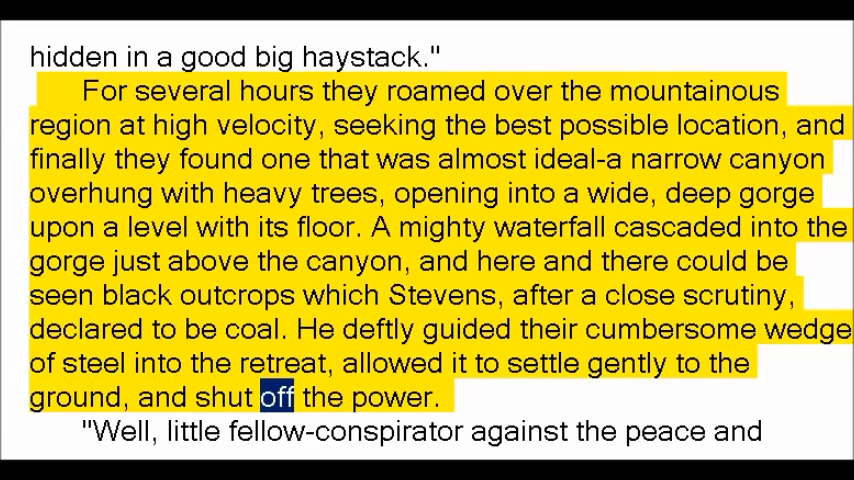 hidden in a good big haystack."
For several hours they roamed over the mountainous
region at high velocity, seeking the best possible location, and
finally they found one that was almost ideal-a narrow canyon
overhung with heavy trees, opening into a wide, deep gorge
upon a level with its floor. A mighty waterfall cascaded into the
gorge just above the canyon, and here and there could be
seen black outcrops which Stevens, after a close scrutiny,
declared to be coal. He deftly guided their cumbersome wedge
of steel into the retreat, allowed it to settle gently to the
ground, and shut off the power.
"Well, little fellow-conspirator against the peace and